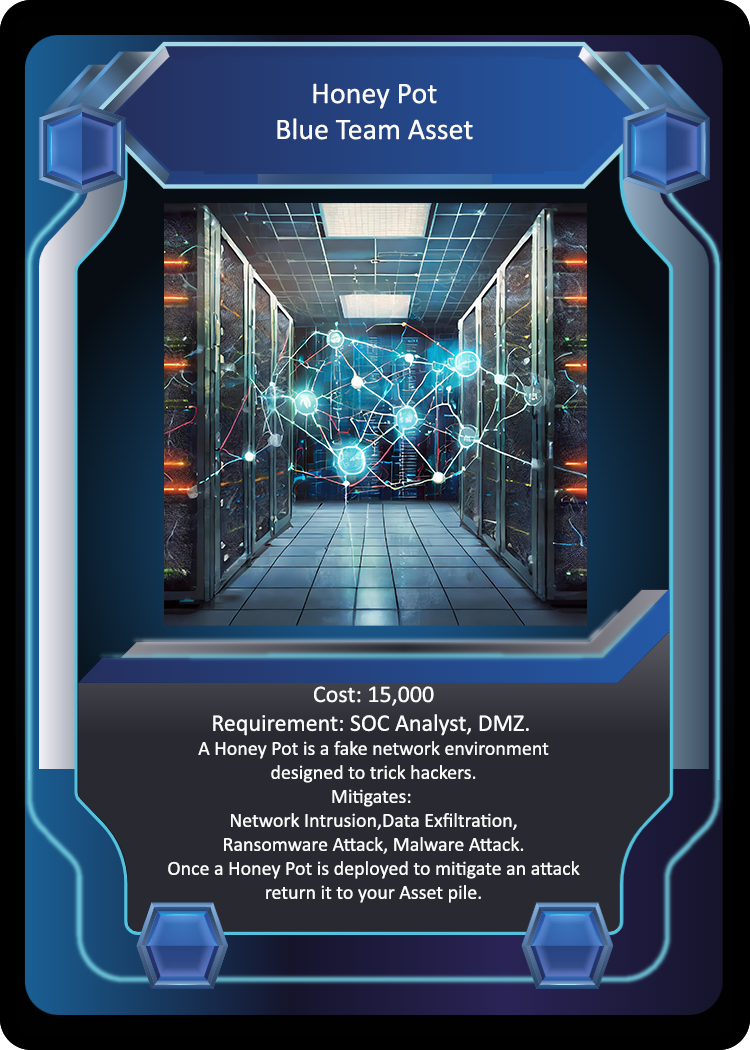 Honey Pot
Blue Team Asset
Cost: 15,000
Requirement: SOC Analyst, DMZ.
A Honey Pot is a fake network environment
designed to trick hackers.
Mitigates:
Network Intrusion,Data Exfiltration,
Ransomware Attack, Malware Attack.
Once a Honey Pot is deployed to mitigate an attack
return it to your Asset pile.